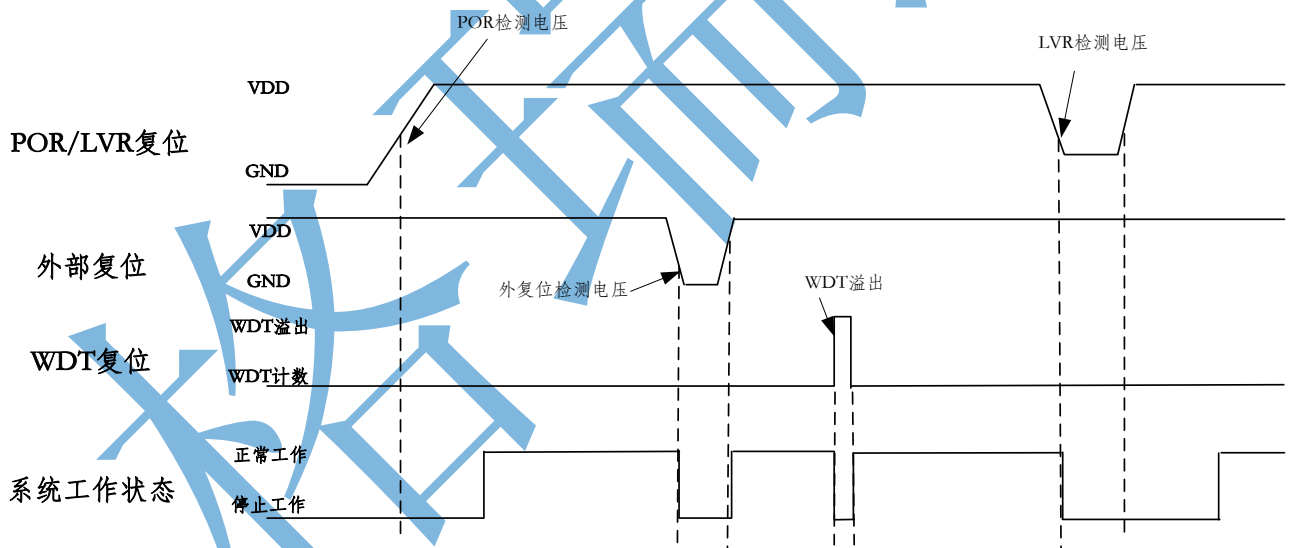 POR检测电压
LVR检测电压
VDD
POR/LVR复位
GND
VDD
外部复位
GND
外复位检测电压
WDT溢出
WDT溢出
WDT复位
WDT计数
正常工作
系统工作状态
停止工作